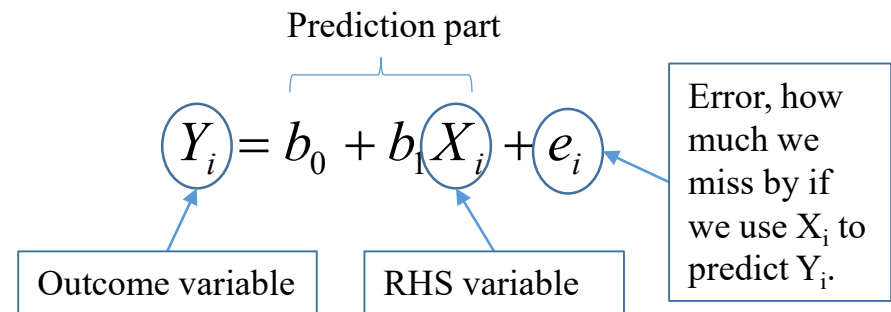 Prediction part
Yᵢ = b₀ + b₁Xᵢ + eᵢ
Error, how
much we
miss by if
we use Xᵢ to
predict Yᵢ.
Outcome variable
RHS variable